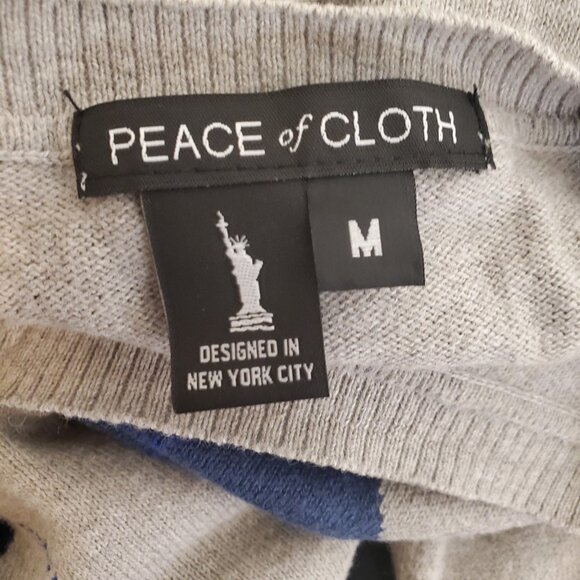 PEACE of CLOTH
M
DESIGNED IN
NEW YORK CITY